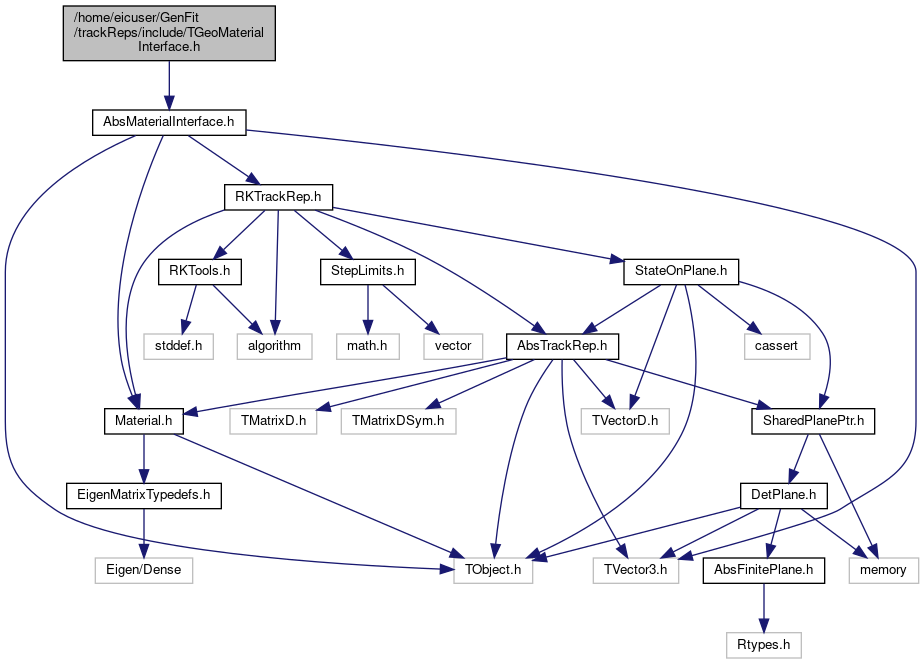 /home/eicuser/GenFit
/trackReps/include/TGeoMaterial
Interface.h
AbsMaterialInterface.h
RKTrackRep.h
RKTools.h
StepLimits.h
StateOnPlane.h
stddef.h
algorithm
math.h
vector
AbsTrackRep.h
cassert
Material.h
TMatrixD.h
TMatrixDSym.h
TVectorD.h
SharedPlanePtr.h
EigenMatrixTypedefs.h
DetPlane.h
Eigen/Dense
TObject.h
TVector3.h
AbsFinitePlane.h
memory
Rtypes.h